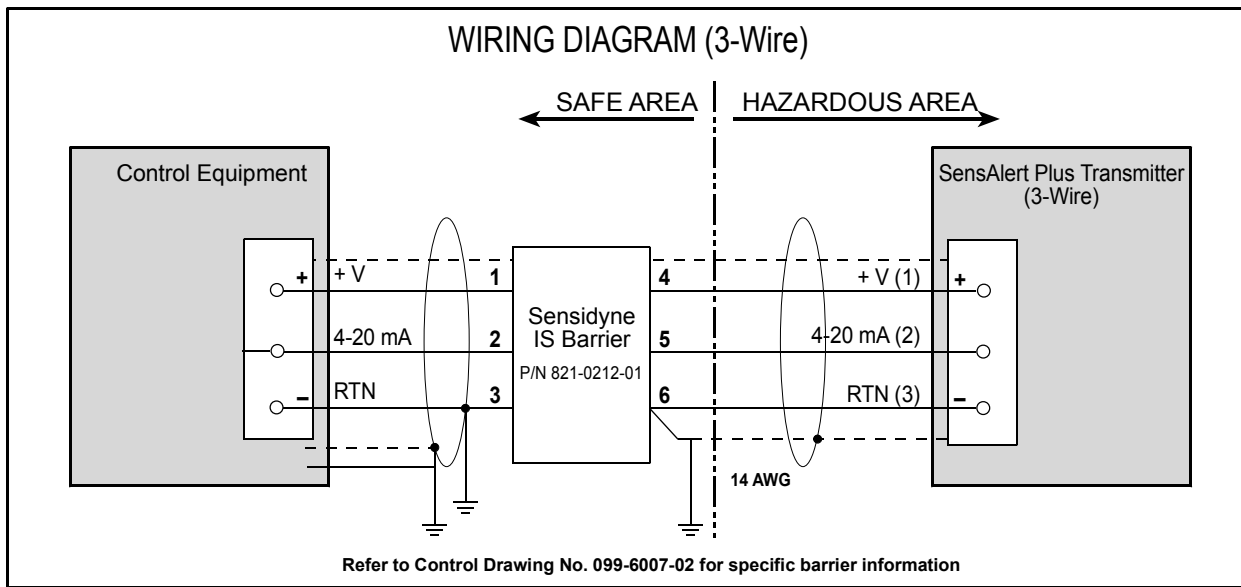 WIRING DIAGRAM (3-Wire)
SAFE AREA
HAZARDOUS AREA
Control Equipment
SensAlert Plus Transmitter
(3-Wire)
+
+ V
1
4
+ V (1)
+
Sensidyne
IS Barrier
P/N 821-0212-01
4-20 mA
2
5
4-20 mA (2)
–
RTN
3
6
RTN (3)
–
14 AWG
Refer to Control Drawing No. 099-6007-02 for specific barrier information